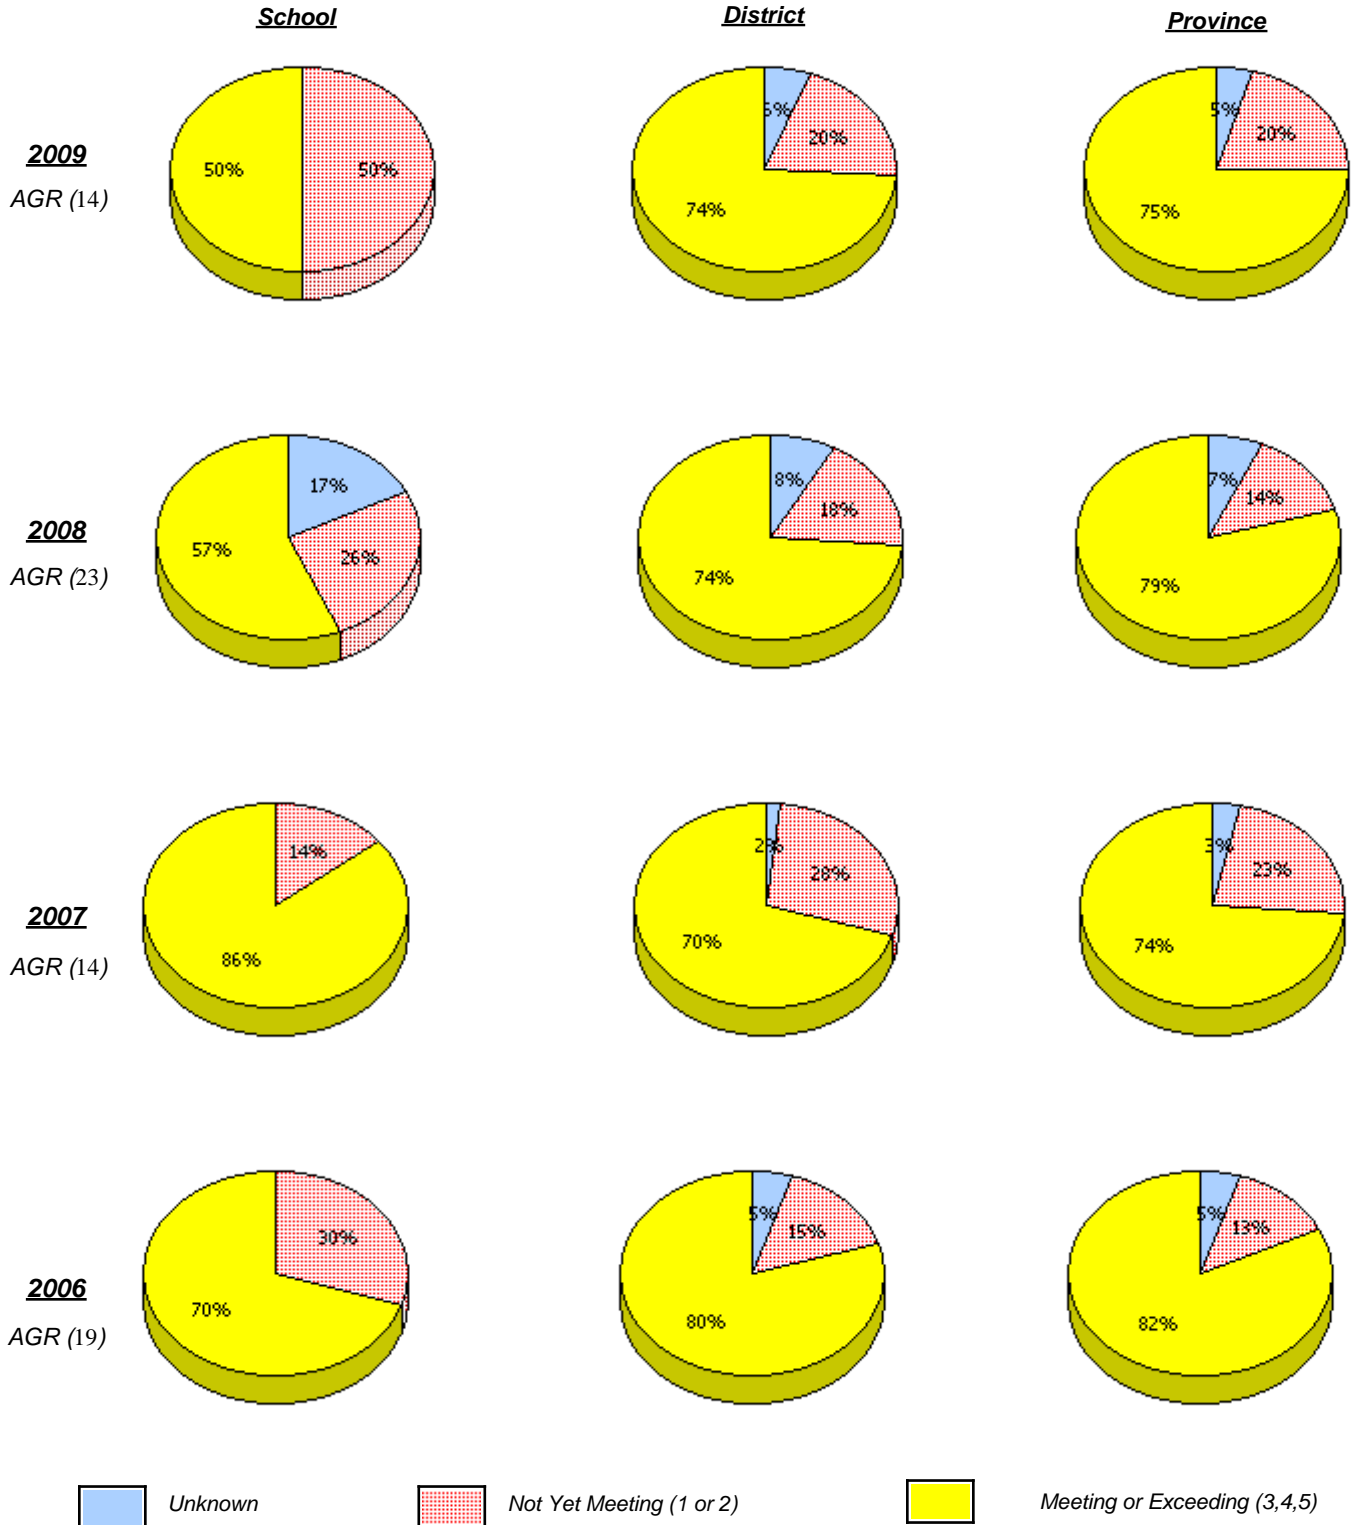 School District Province
2009
AGR (14)
50% 50%
5% 20% 74%
5% 20% 75%
2008
AGR (23)
17% 26% 57%
8% 18% 74%
7% 14% 79%
2007
AGR (14)
14% 86%
2% 28% 70%
3% 23% 74%
2006
AGR (19)
30% 70%
5% 15% 80%
5% 13% 82%
Unknown Not Yet Meeting (1 or 2) Meeting or Exceeding (3,4,5)